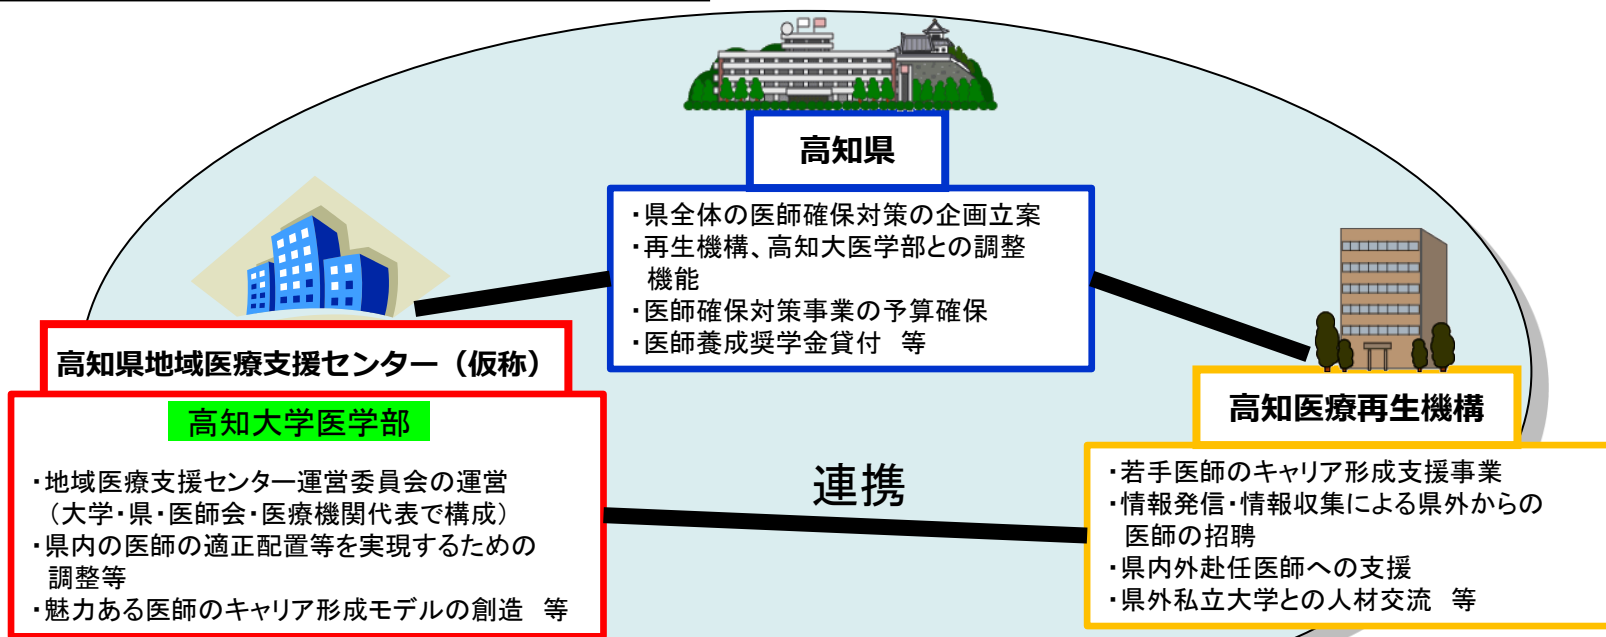 高知県
・県全体の医師確保対策の企画立案
・再生機構、高知大医学部との調整
機能
・医師確保対策事業の予算確保
・医師養成奨学金貸付　等
高知県地域医療支援センター（仮称）
高知大学医学部
・地域医療支援センター運営委員会の運営
（大学・県・医師会・医療機関代表で構成）
・県内の医師の適正配置等を実現するための
調整等
・魅力ある医師のキャリア形成モデルの創造　等
連携
高知医療再生機構
・若手医師のキャリア形成支援事業
・情報発信・情報収集による県外からの
医師の招聘
・県内外赴任医師への支援
・県外私立大学との人材交流　等